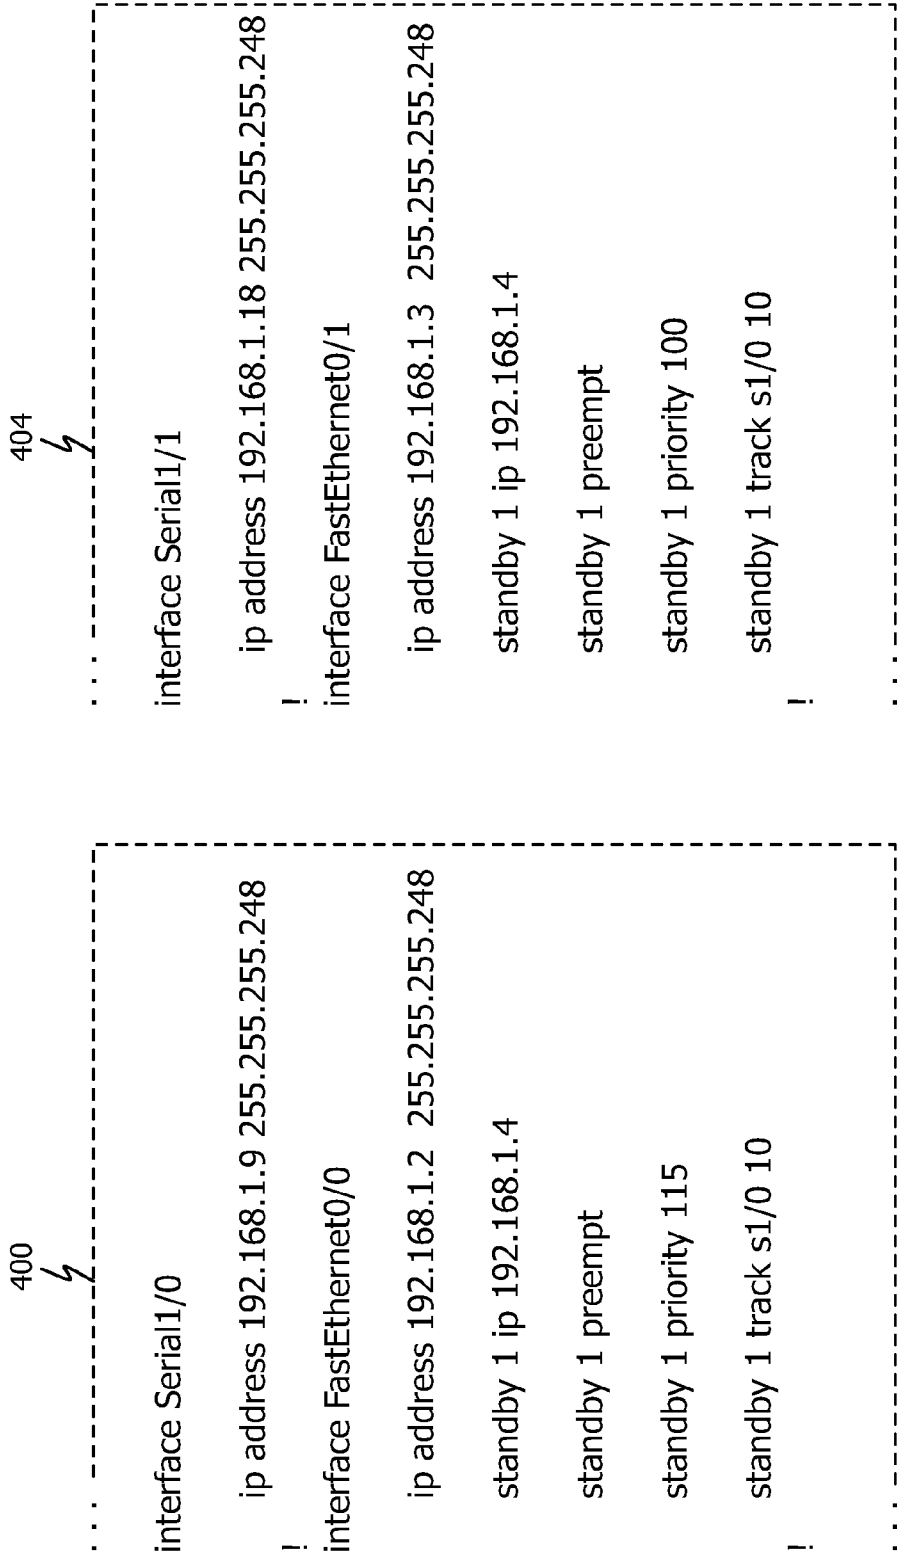 400
interface Serial1/0
ip address 192.168.1.9 255.255.255.248
!
interface FastEthernet0/0
ip address 192.168.1.2 255.255.255.248
standby 1 ip 192.168.1.4
standby 1 preempt
standby 1 priority 115
standby 1 track s1/0 10
!
404
interface Serial1/1
ip address 192.168.1.18 255.255.255.248
!
interface FastEthernet0/1
ip address 192.168.1.3 255.255.255.248
standby 1 ip 192.168.1.4
standby 1 preempt
standby 1 priority 100
standby 1 track s1/0 10
!